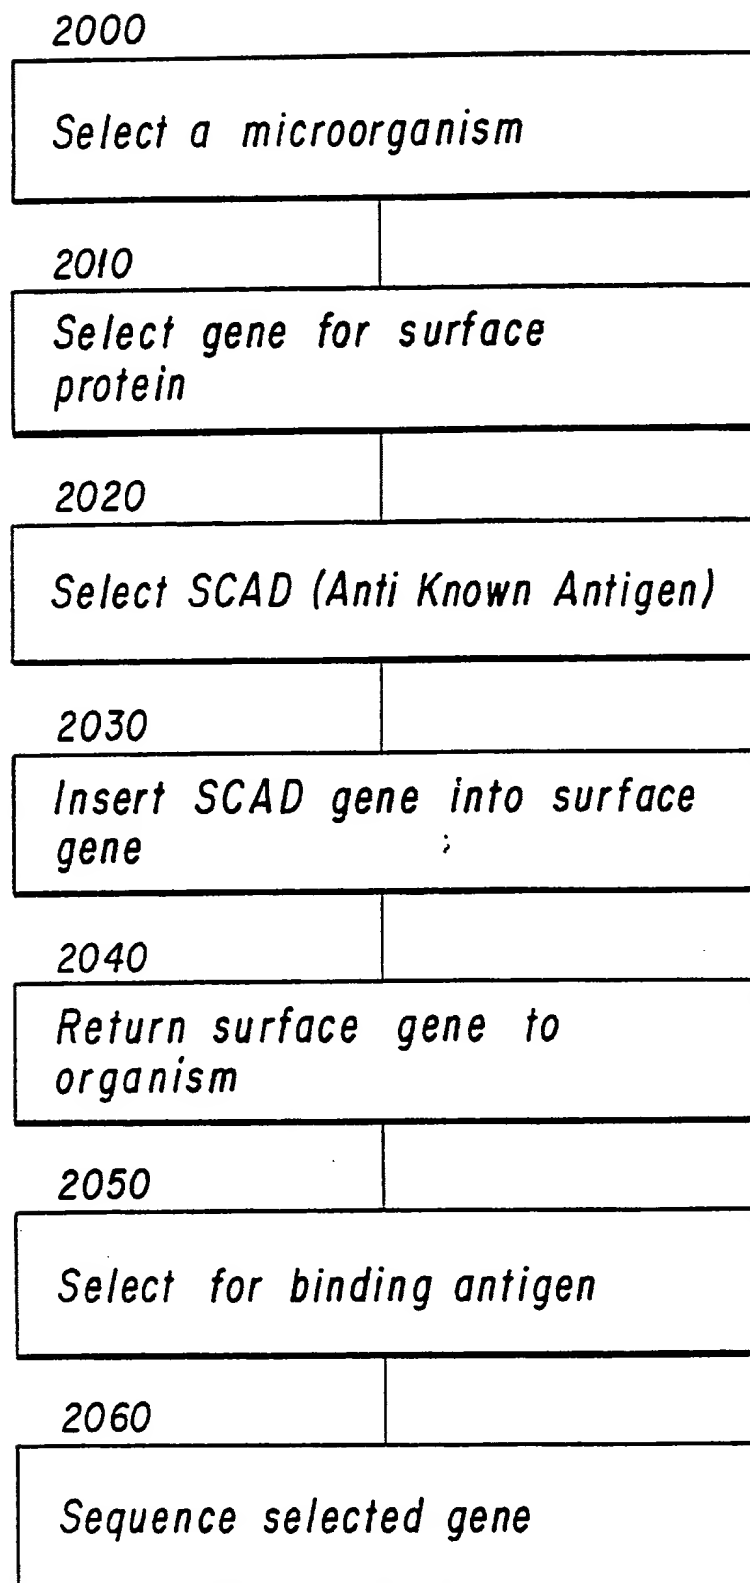 2000
Select a microorganism
2010
Select gene for surface
protein
2020
Select SCAD (Anti Known Antigen)
2030
Insert SCAD gene into surface
gene
2040
Return surface gene to
organism
2050
Select for binding antigen
2060
Sequence selected gene